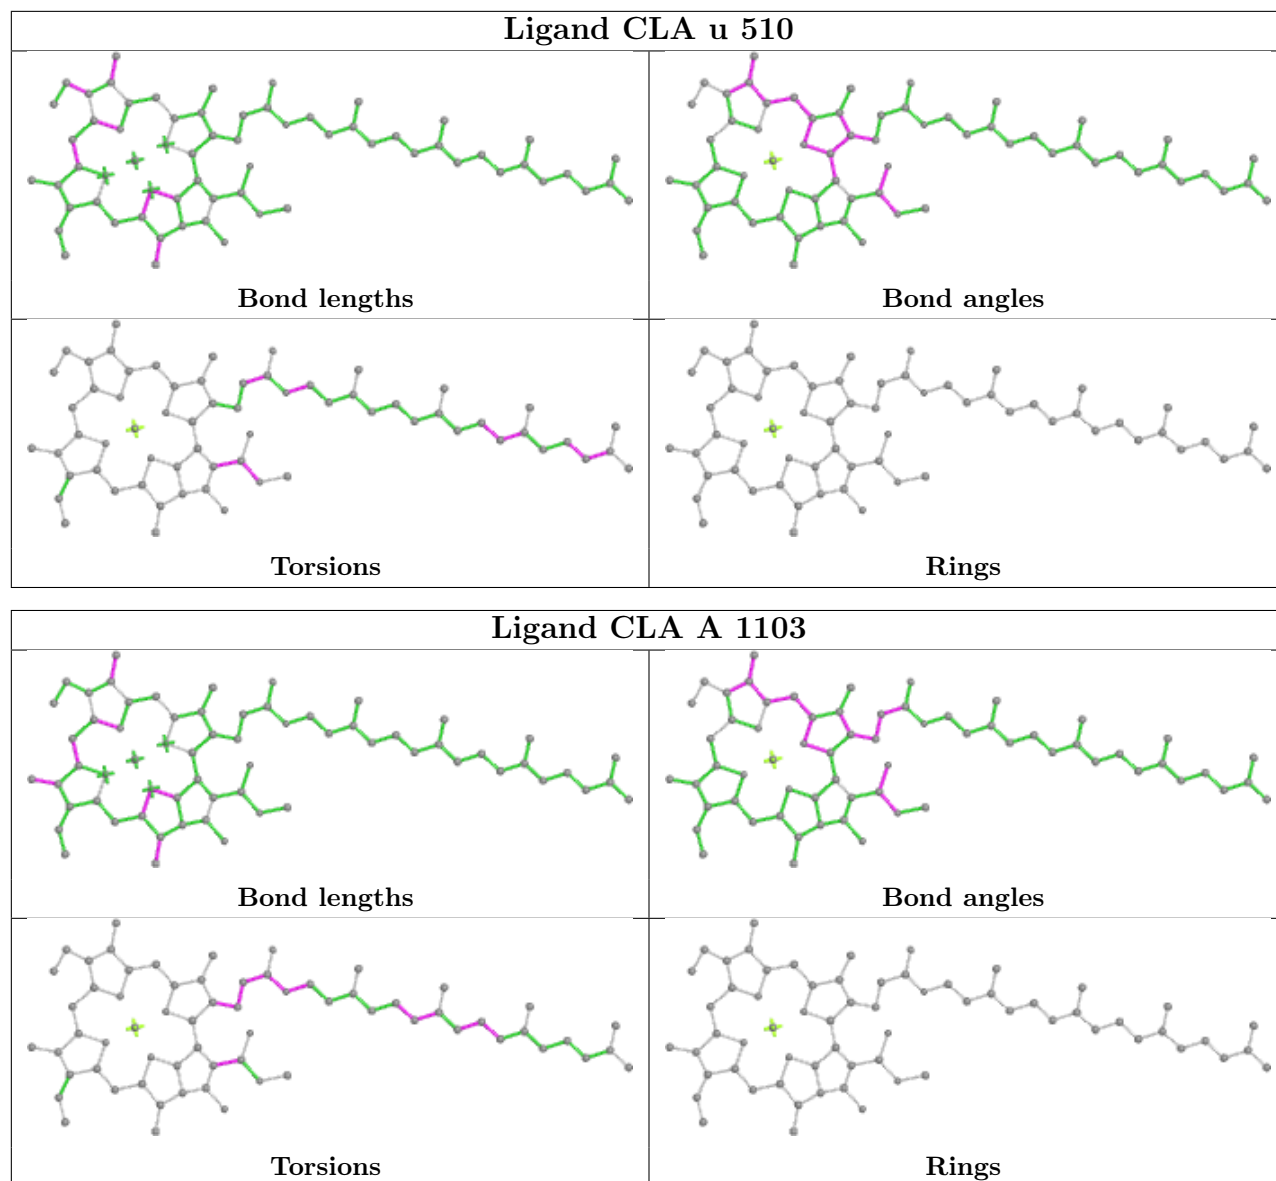 Ligand CLA u 510
Bond lengths
Bond angles
Torsions
Rings
Ligand CLA A 1103
Bond lengths
Bond angles
Torsions
Rings